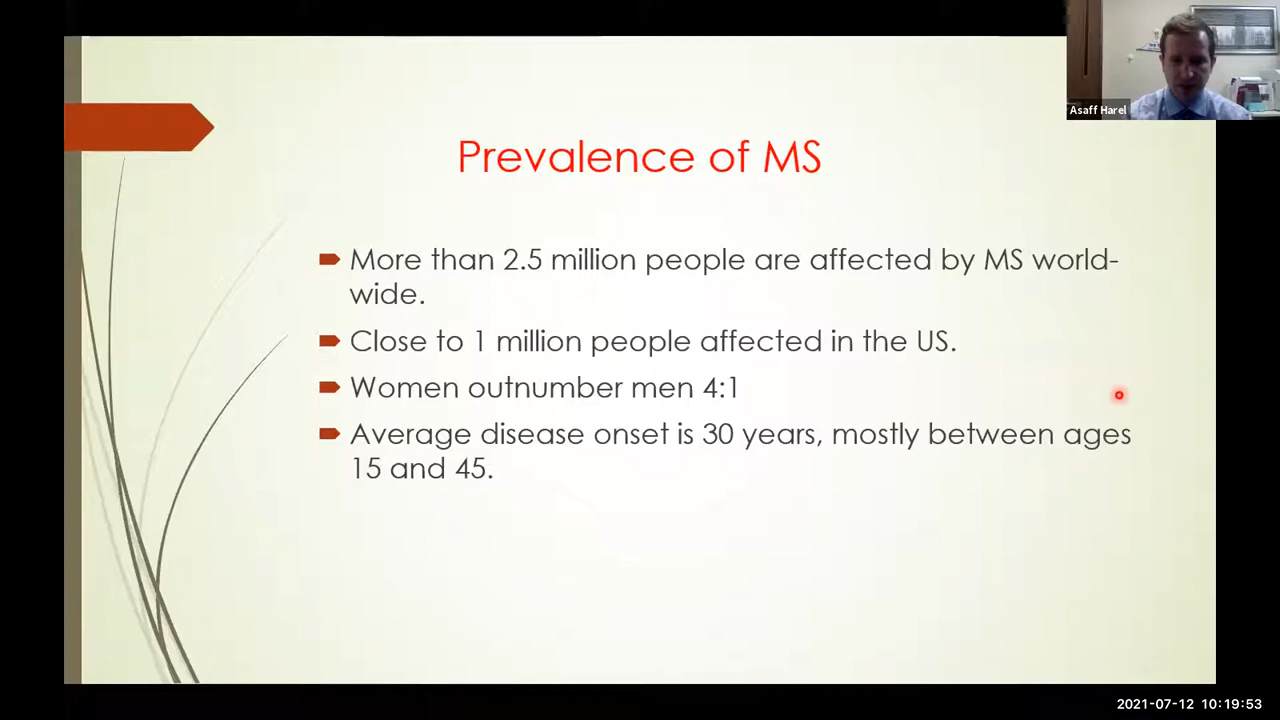 Asaff Harel
Prevalence of MS
More than 2.5 million people are affected by MS world-
wide.
Close to 1 million people affected in the US.
Women outnumber men 4:1
Average disease onset is 30 years, mostly between ages
15 and 45.
2021-07-12 10:19:53